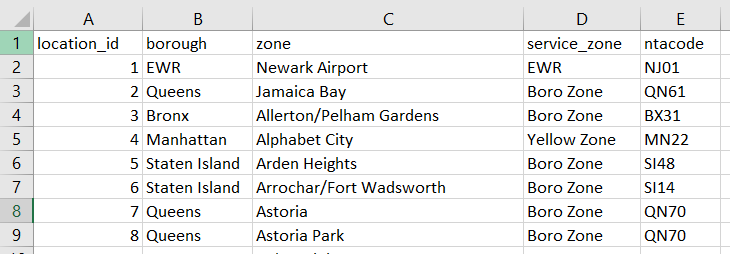 A B C D E
1 location_id borough zone service_zone ntacode
2 1 EWR Newark Airport EWR NJ01
3 2 Queens Jamaica Bay Boro Zone QN61
4 3 Bronx Allerton/Pelham Gardens Boro Zone BX31
5 4 Manhattan Alphabet City Yellow Zone MN22
6 5 Staten Island Arden Heights Boro Zone SI48
7 6 Staten Island Arrochar/Fort Wadsworth Boro Zone SI14
8 7 Queens Astoria Boro Zone QN70
9 8 Queens Astoria Park Boro Zone QN70